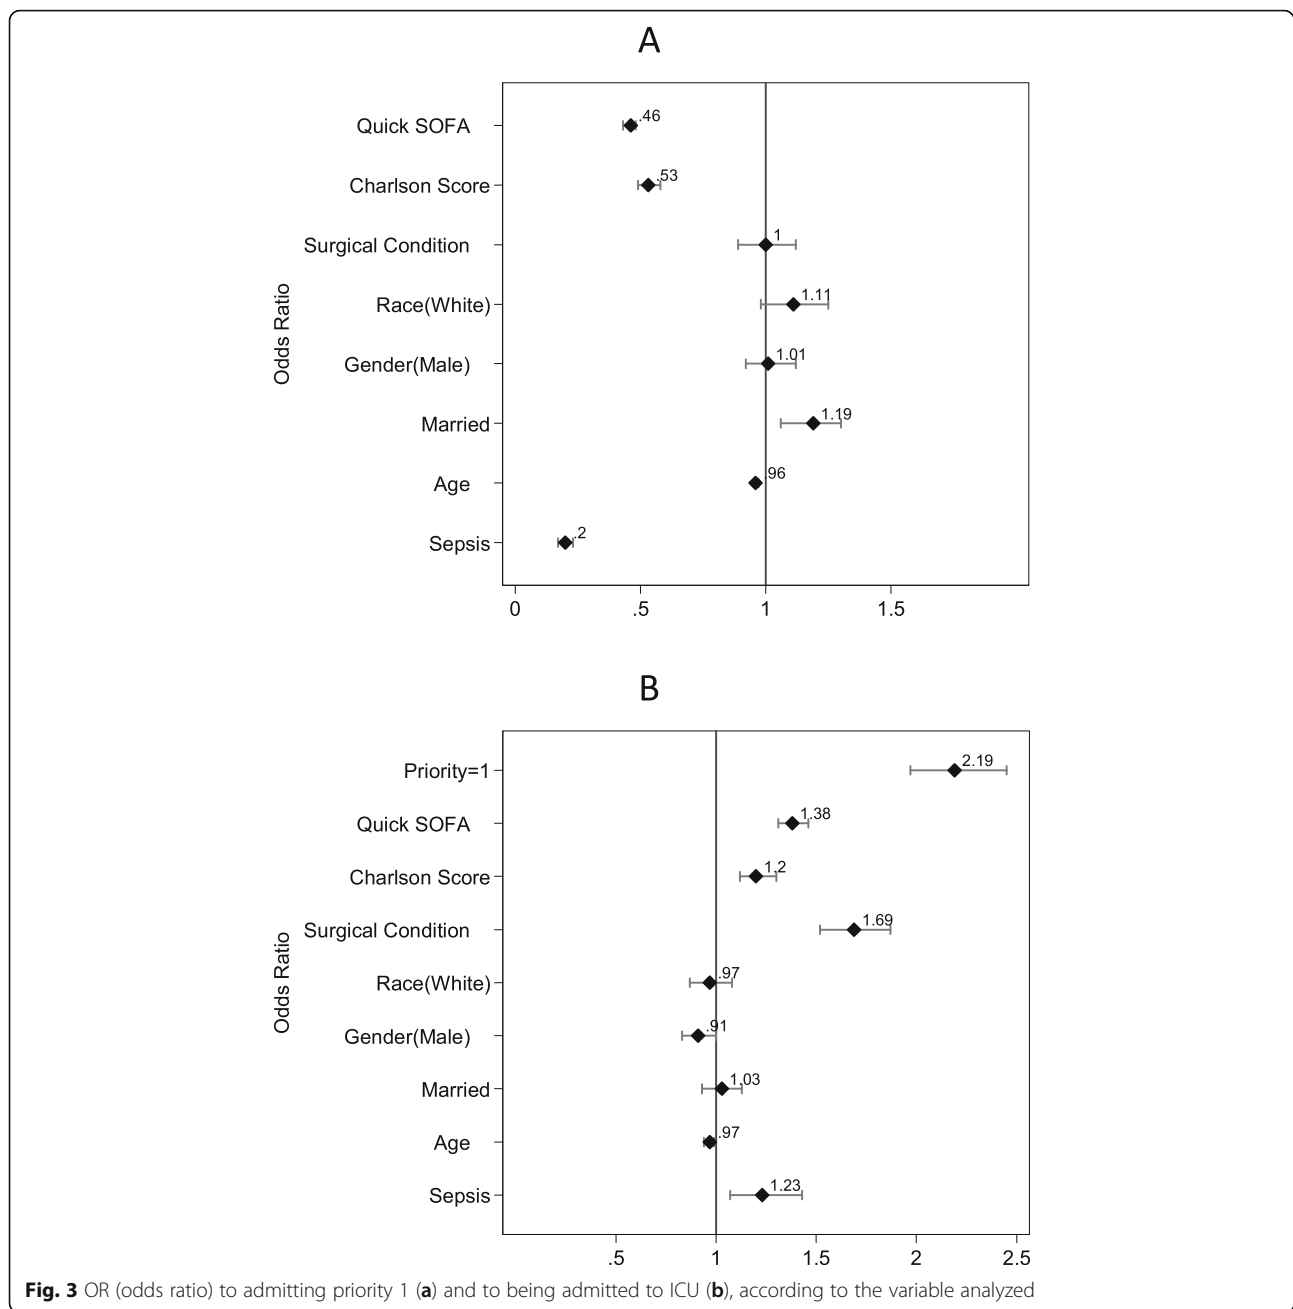 A
Quick SOFA
.46
Charlson Score
.53
Surgical Condition
1
Race(White)
1.11
Gender(Male)
1.01
Married
1.19
Age
.96
Sepsis
.2
Odds Ratio
0 .5 1 1.5
B
Priority=1
2.19
Quick SOFA
1.38
Charlson Score
1.2
Surgical Condition
1.69
Race(White)
.97
Gender(Male)
.91
Married
1.03
Age
.97
Sepsis
1.23
Odds Ratio
.5 1 1.5 2 2.5
Fig. 3 OR (odds ratio) to admitting priority 1 (a) and to being admitted to ICU (b), according to the variable analyzed